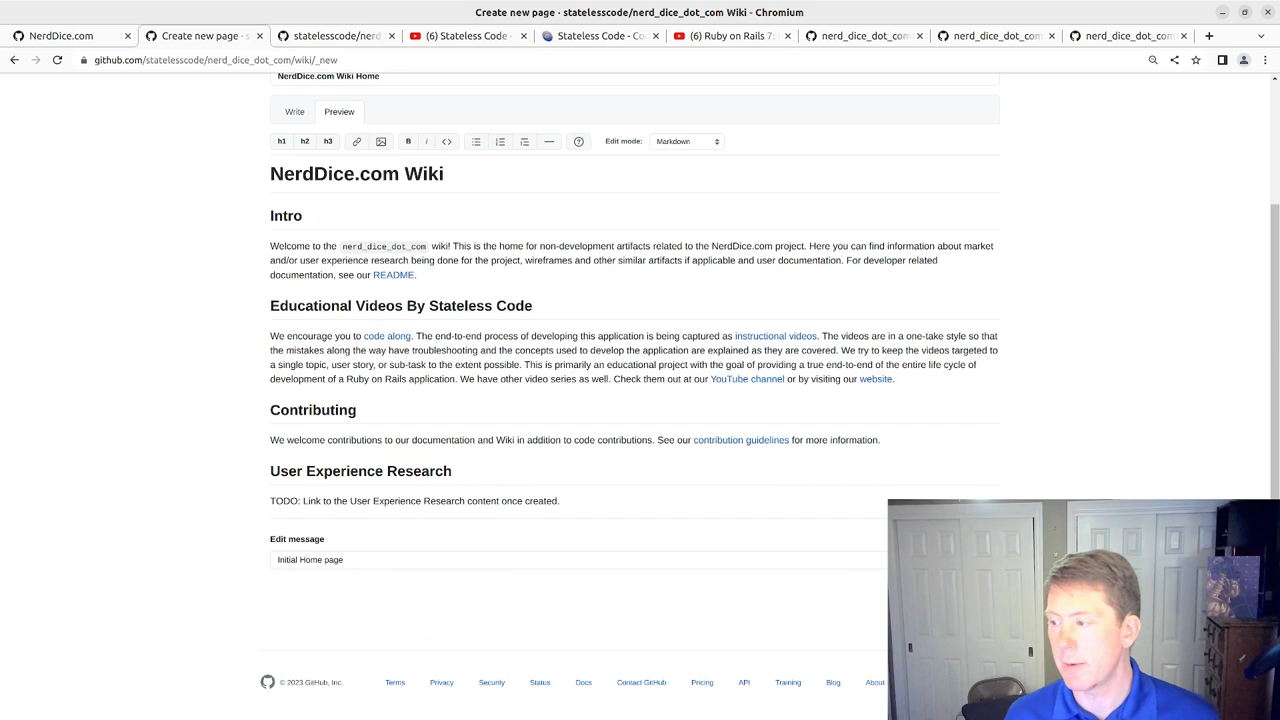 Create new page · statelesscode/nerd_dice_dot_com Wiki - Chromium
NerdDice.com
Create new page · s
statelesscode/nerd
(6) Stateless Code -
Stateless Code - Co
(6) Ruby on Rails 7:
nerd_dice_dot_com
nerd_dice_dot_com
nerd_dice_dot_com
github.com/statelesscode/nerd_dice_dot_com/wiki/_new
NerdDice.com Wiki Home
Write
Preview
h1 h2 h3 B i Edit mode: Markdown
NerdDice.com Wiki
Intro
Welcome to the nerd_dice_dot_com wiki! This is the home for non-development artifacts related to the NerdDice.com project. Here you can find information about market
and/or user experience research being done for the project, wireframes and other similar artifacts if applicable and user documentation. For developer related
documentation, see our README.
Educational Videos By Stateless Code
We encourage you to code along. The end-to-end process of developing this application is being captured as instructional videos. The videos are in a one-take style so that
the mistakes along the way have troubleshooting and the concepts used to develop the application are explained as they are covered. We try to keep the videos targeted to
a single topic, user story, or sub-task to the extent possible. This is primarily an educational project with the goal of providing a true end-to-end of the entire life cycle of
development of a Ruby on Rails application. We have other video series as well. Check them out at our YouTube channel or by visiting our website.
Contributing
We welcome contributions to our documentation and Wiki in addition to code contributions. See our contribution guidelines for more information.
User Experience Research
TODO: Link to the User Experience Research content once created.
Edit message
Initial Home page
© 2023 GitHub, Inc. Terms Privacy Security Status Docs Contact GitHub Pricing API Training Blog About